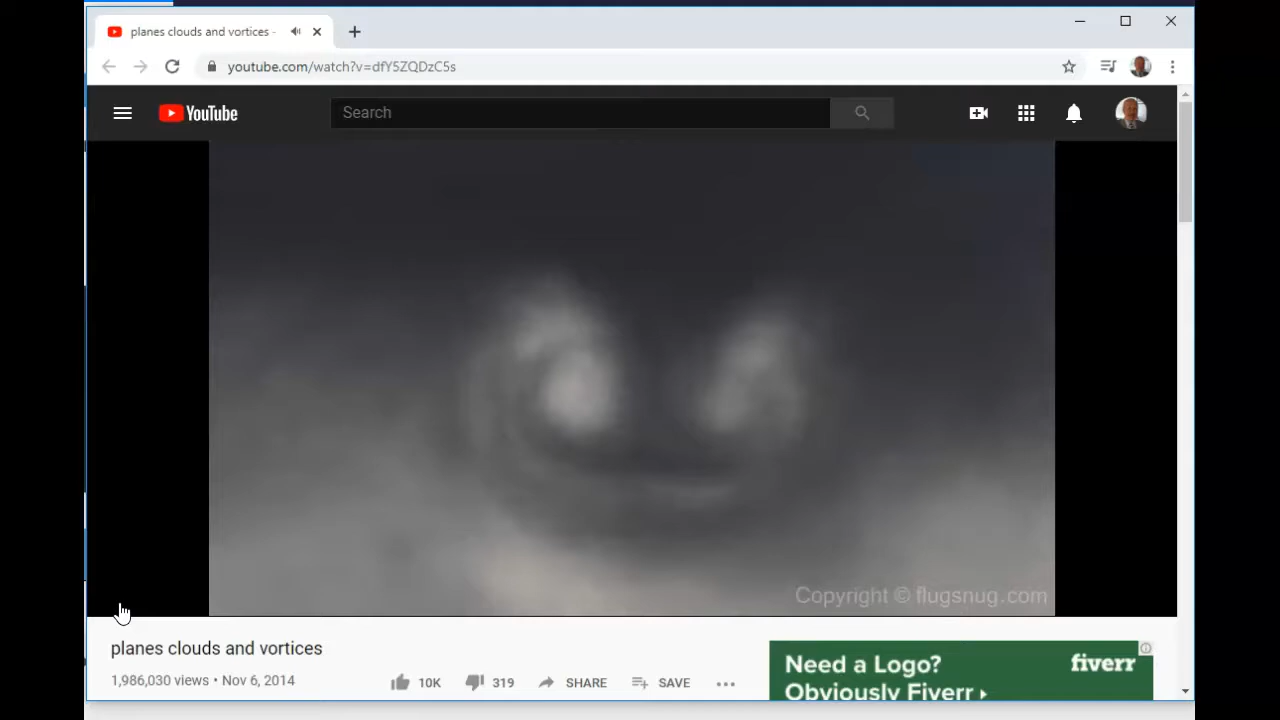 planes clouds and vortices -
youtube.com/watch?v=dfY5ZQDzC5s
YouTube
Search
Copyright © flugsnug.com
planes clouds and vortices
1,986,030 views • Nov 6, 2014
10K
319
SHARE
SAVE
Need a Logo?
Obviously Fiverr
fiverr